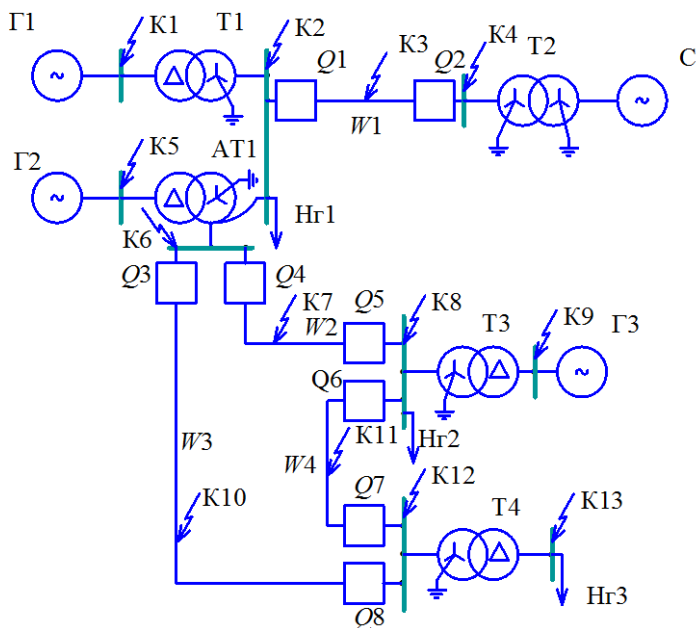 Г1
К1
Т1
К2
Q1
К3
Q2
К4
Т2
С
~
~
W1
Г2
К5
АТ1
~
Нг1
К6
Q3
Q4
К7
W2
Q5
К8
Т3
К9
Г3
~
Q6
К11
Нг2
W3
W4
К10
Q7
К12
Т4
К13
Нг3
Q8